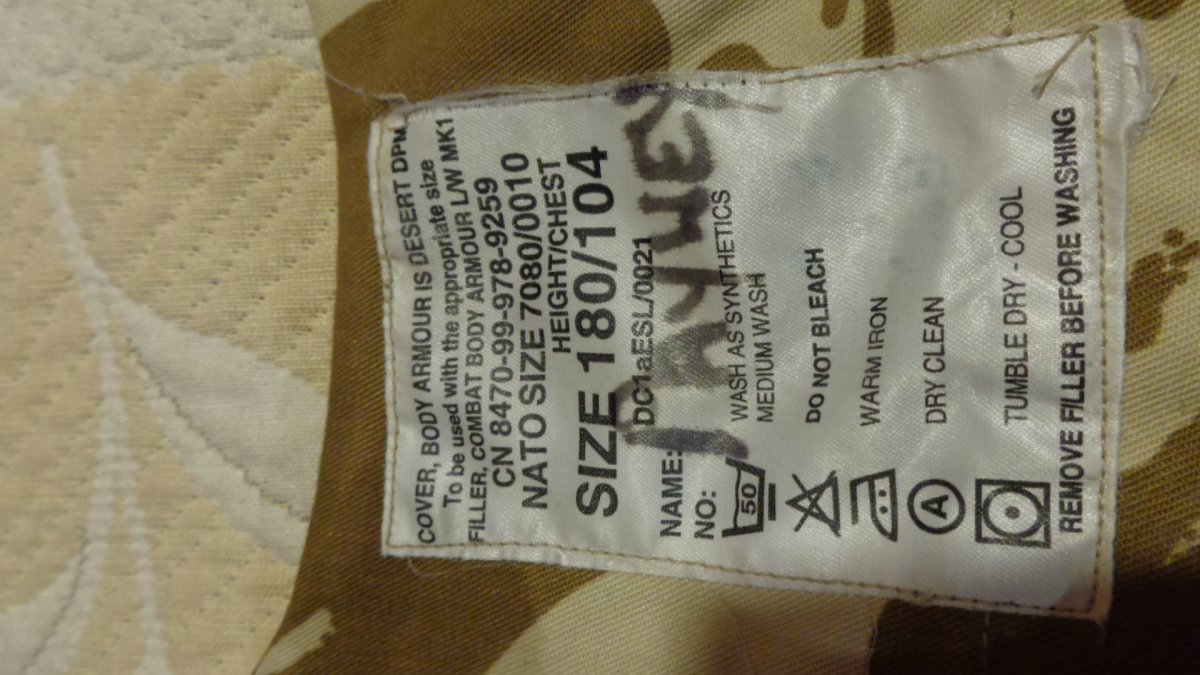 COVER, BODY ARMOUR IS DESERT DPM
To be used with the appropriate size
FILLER, COMBAT BODY ARMOUR L/W MK1
CN 8470-99-978-9259
NATO SIZE 7080/0010
HEIGHT/CHEST
SIZE 180/104
DC1aESL/0021
NAME:
NO:
50
WASH AS SYNTHETICS
MEDIUM WASH
DO NOT BLEACH
WARM IRON
A
DRY CLEAN
TUMBLE DRY - COOL
REMOVE FILLER BEFORE WASHING